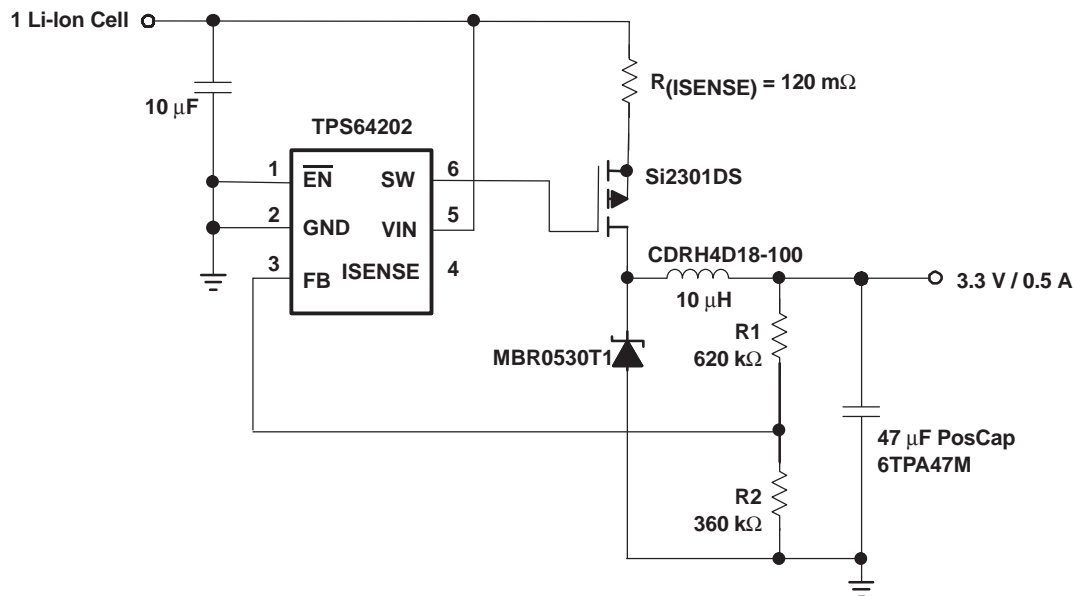 1 Li-Ion Cell
R(ISENSE) = 120 mΩ
10 μF
TPS64202
1
EN
SW
6
Si2301DS
2
GND
VIN
5
3
FB
ISENSE
4
CDRH4D18-100
10 μH
3.3 V / 0.5 A
R1
620 kΩ
MBR0530T1
47 μF PosCap
6TPA47M
R2
360 kΩ